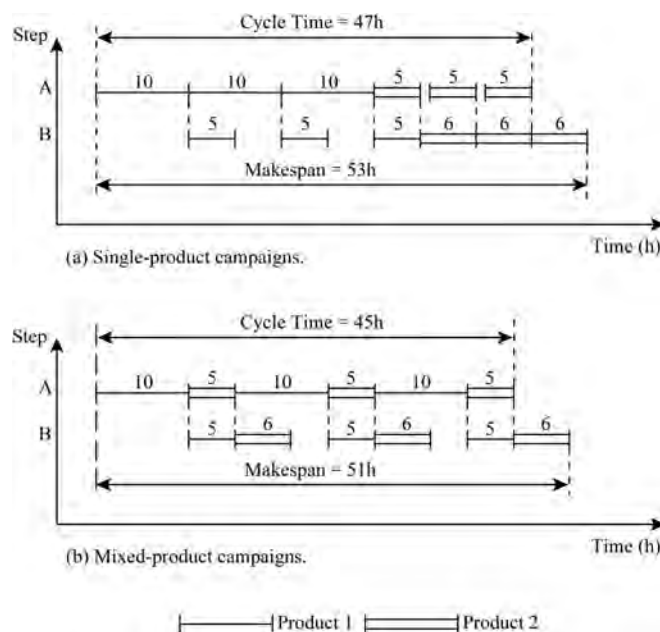 Cycle Time = 47h
Step
10 10 10 5 5 5
A
5 5 5 6 6 6
B
Makespan = 53h
Time (h)
(a) Single-product campaigns.
Cycle Time = 45h
Step
10 5 10 5 10 5
A
5 6 5 6 5 6
B
Makespan = 51h
Time (h)
(b) Mixed-product campaigns.
Product 1 Product 2